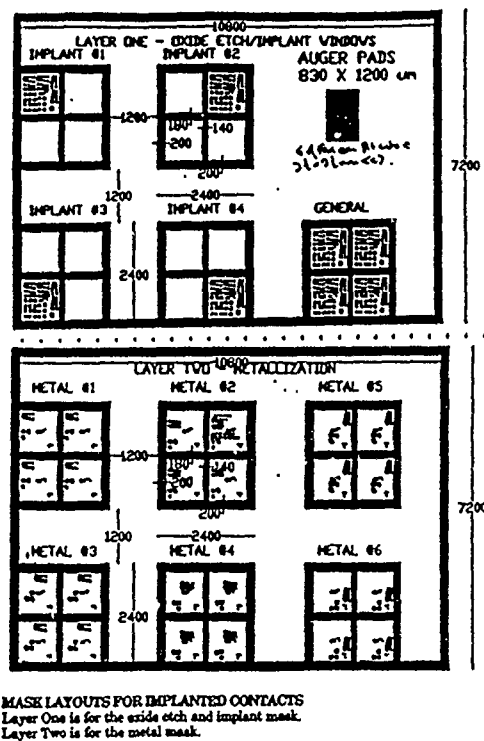 10800
LAYER ONE - OXIDE ETCH/IMPLANT WINDOWS
IMPLANT #1 IMPLANT #2 AUGER PADS
830 X 1200 um
1200 180 140
200
200
7200
1200 2400
IMPLANT #3 IMPLANT #4 GENERAL
2400
10800
LAYER TWO - METALLIZATION
METAL #1 METAL #2 METAL #5
1200 180 140
200
200
7200
1200 2400
METAL #3 METAL #4 METAL #6
2400
MASK LAYOUTS FOR IMPLANTED CONTACTS
Layer One is for the oxide etch and implant mask.
Layer Two is for the metal mask.